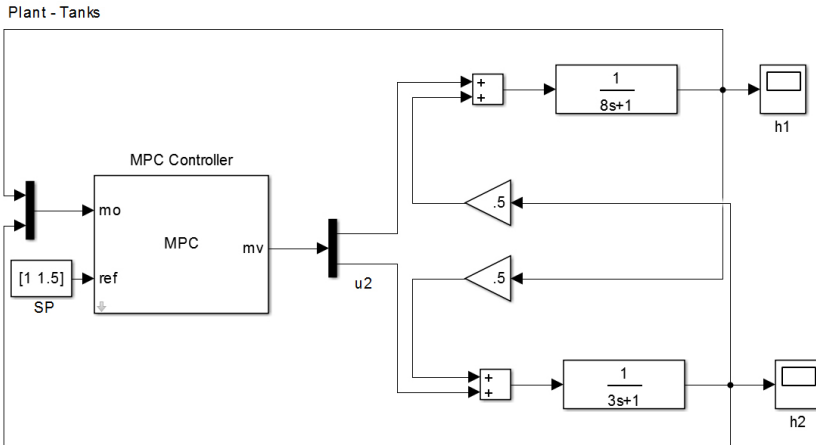 Plant - Tanks
+
+
1
8s+1
h1
MPC Controller
mo
MPC
mv
ref
[1 1.5]
SP
u2
.5
.5
+
+
1
3s+1
h2